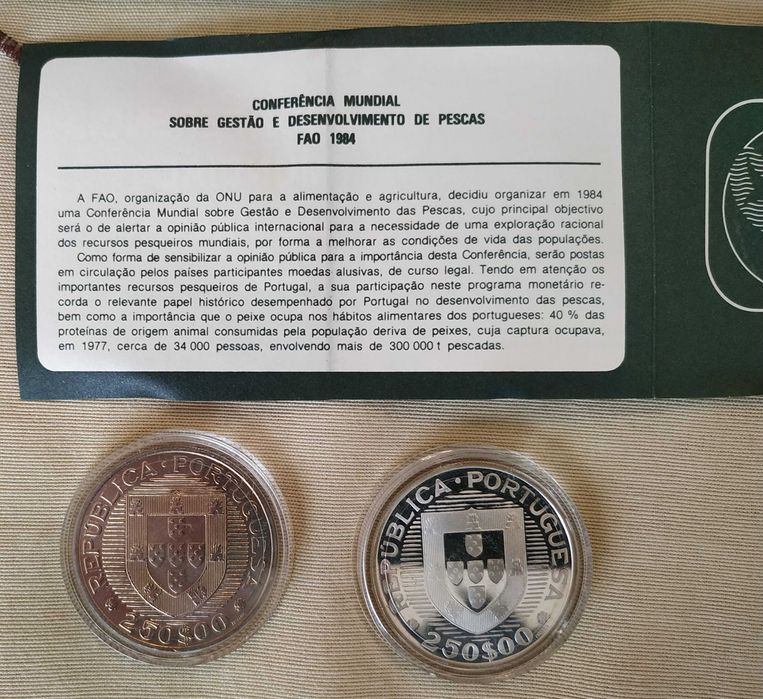 CONFERÊNCIA MUNDIAL
SOBRE GESTÃO E DESENVOLVIMENTO DE PESCAS
FAO 1984
A FAO, organização da ONU para a alimentação e agricultura, decidiu organizar em 1984
uma Conferência Mundial sobre Gestão e Desenvolvimento das Pescas, cujo principal objectivo
será o de alertar a opinião pública internacional para a necessidade de uma exploração racional
dos recursos pesqueiros mundiais, por forma a melhorar as condições de vida das populações.
Como forma de sensibilizar a opinião pública para a importância desta Conferência, serão postas
em circulação pelos países participantes moedas alusivas, de curso legal. Tendo em atenção os
importantes recursos pesqueiros de Portugal, a sua participação neste programa monetário re-
corda o relevante papel histórico desempenhado por Portugal no desenvolvimento das pescas,
bem como a importância que o peixe ocupa nos hábitos alimentares dos portugueses: 40 % das
proteínas de origem animal consumidas pela população deriva de peixes, cuja captura ocupava,
em 1977, cerca de 34 000 pessoas, envolvendo mais de 300 000 t pescadas.
REPÚBLICA · PORTUGUESA
250$00
REPÚBLICA · PORTUGUESA
250$00